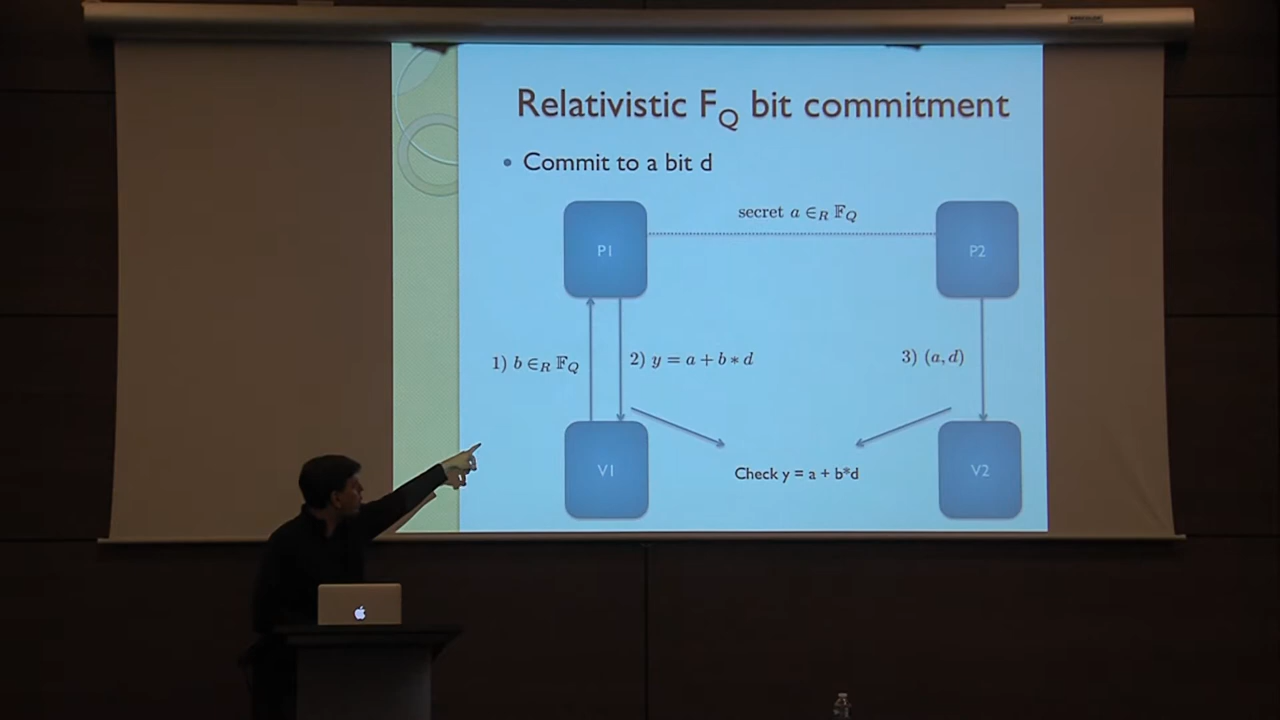 Relativistic F_Q bit commitment
• Commit to a bit d
secret a ∈_R 𝔽_Q
P1
P2
1) b ∈_R 𝔽_Q
2) y = a + b ∗ d
3) (a, d)
V1
Check y = a + b*d
V2